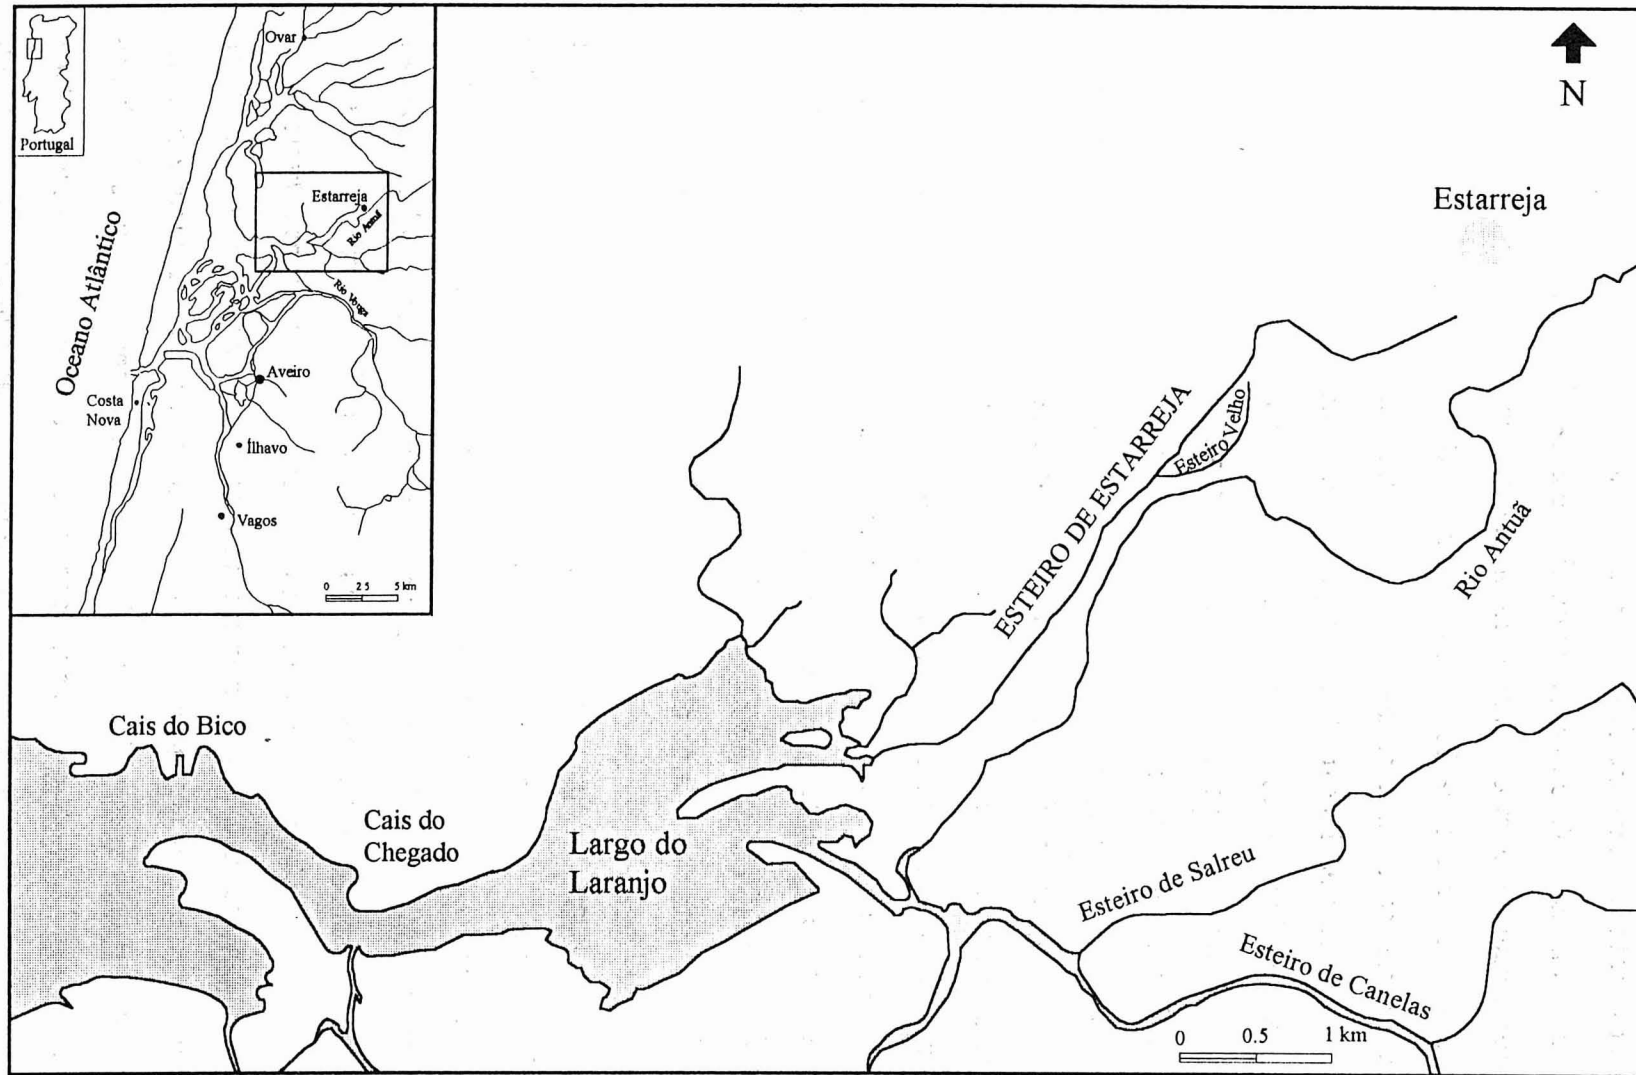 Ovar
N
Portugal
Estarreja
Rio Antuã
Estarreja
Oceano Atlântico
Rio Vouga
Aveiro
Costa
Nova
Ílhavo
Vagos
0 2.5 5 km
ESTEIRO DE ESTARREJA
Esteiro Velho
Rio Antuã
Cais do Bico
Cais do
Chegado
Largo do
Laranjo
Esteiro de Salreu
Esteiro de Canelas
0 0.5 1 km